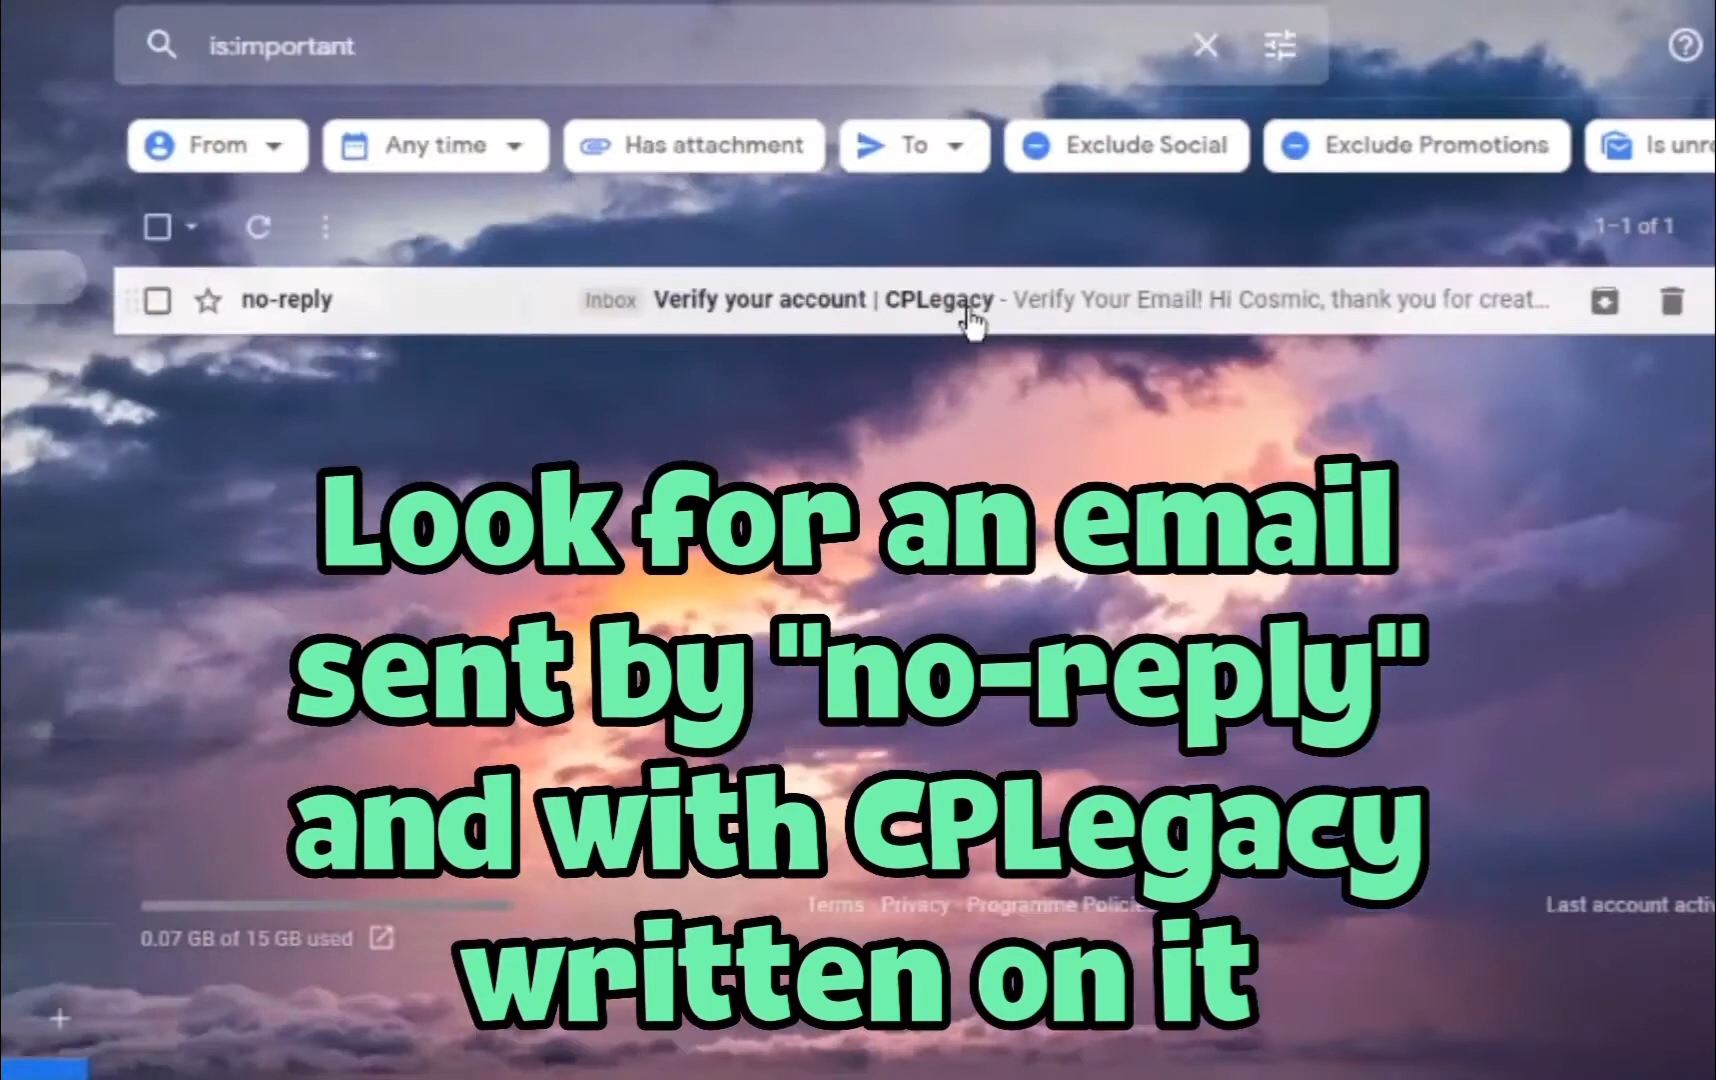 is:important
From
Any time
Has attachment
To
Exclude Social
Exclude Promotions
1–1 of 1
no-reply
Inbox
Verify your account | CPLegacy - Verify Your Email! Hi Cosmic, thank you for creat...
Look for an email
sent by "no-reply"
and with CPLegacy
written on it
Terms · Privacy · Programme
Last account
0.07 GB of 15 GB used